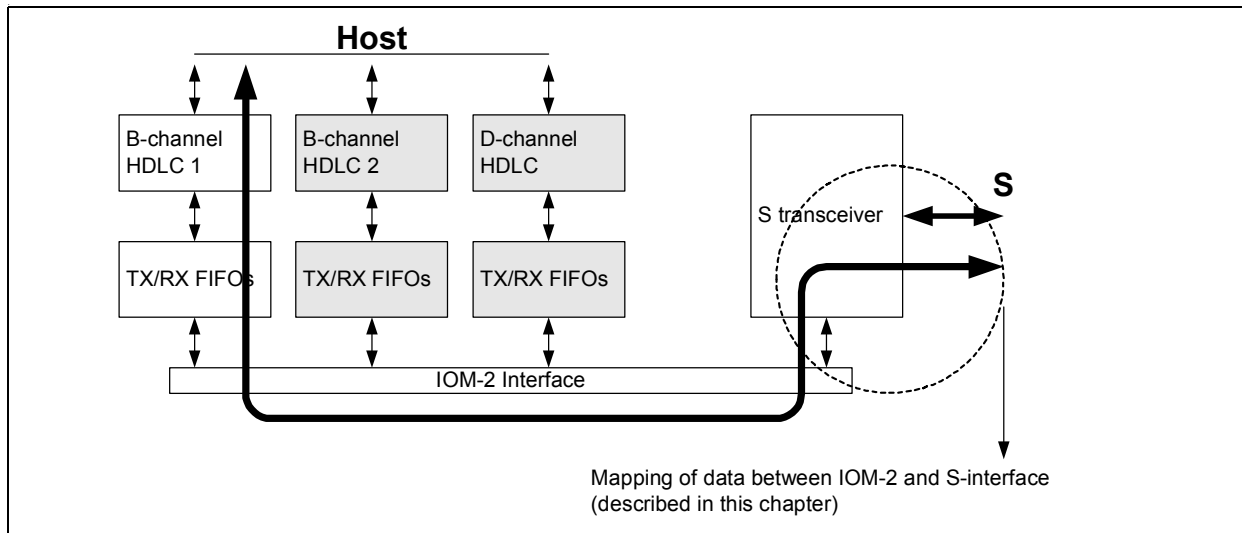 Host
B-channel
HDLC 1
B-channel
HDLC 2
D-channel
HDLC
S transceiver
S
TX/RX FIFOs
TX/RX FIFOs
TX/RX FIFOs
IOM-2 Interface
Mapping of data between IOM-2 and S-interface
(described in this chapter)